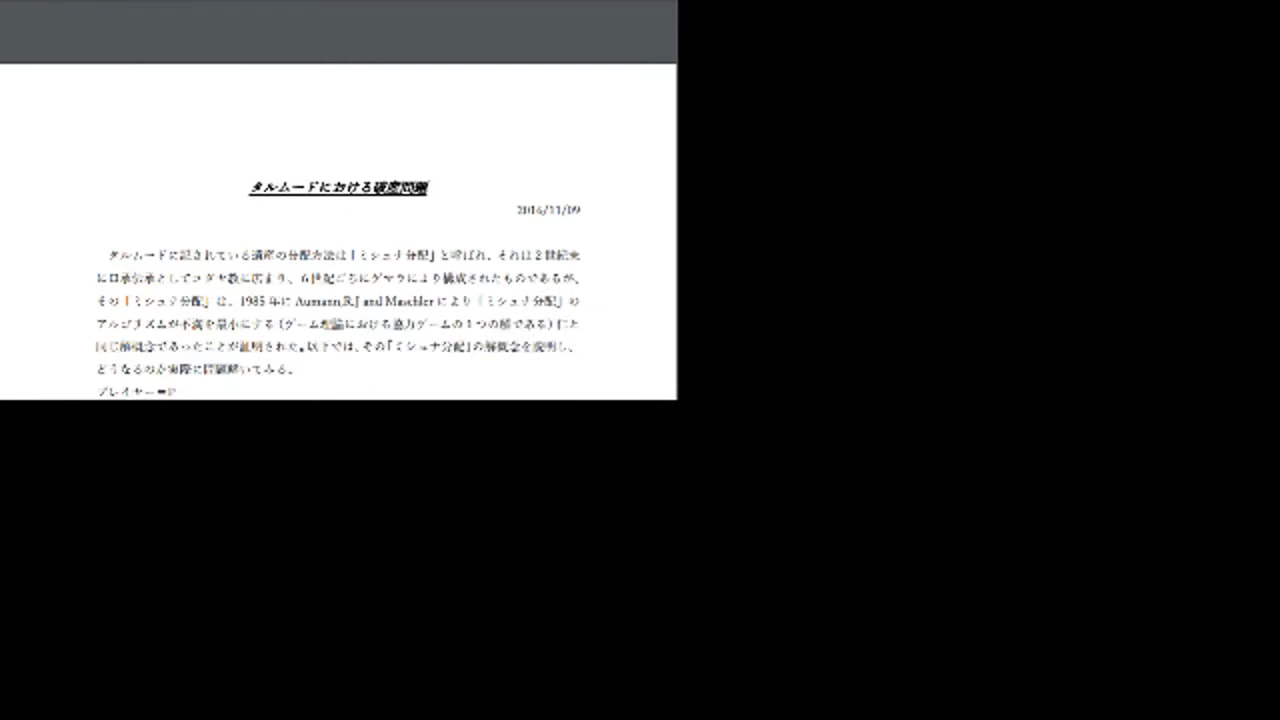 タルムードにおける破産問題
2016/11/09
タルムードに記されている遺産の分配方法は「ミシュナ分配」と呼ばれ、それは2世紀末
に口承伝承としてユダヤ教に広まり、6世紀ごろにゲマラにより構成されたものであるが、
その「ミシュナ分配」は、1985年にAumann,R.J and Maschlerにより「ミシュナ分配」の
アルゴリズムが不満を最小にする(ゲーム理論における協力ゲームの1つの解である)仁と
同じ解概念であったことが証明された。以下では、その「ミシュナ分配」の解概念を説明し、
どうなるのか実際に問題解いてみる。
プレイヤー=P